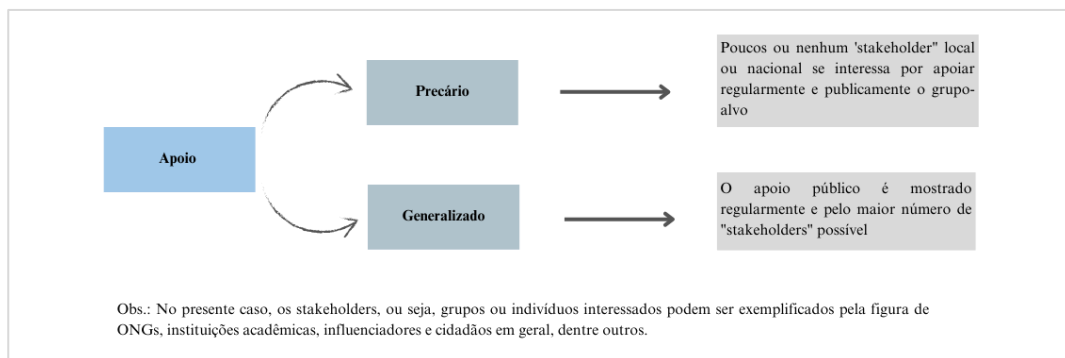 Apoio
Precário
Poucos ou nenhum 'stakeholder" local
ou nacional se interessa por apoiar
regularmente e publicamente o grupo-
alvo
Generalizado
O apoio público é mostrado
regularmente e pelo maior número de
"stakeholders" possível
Obs.: No presente caso, os stakeholders, ou seja, grupos ou indivíduos interessados podem ser exemplificados pela figura de
ONGs, instituições acadêmicas, influenciadores e cidadãos em geral, dentre outros.